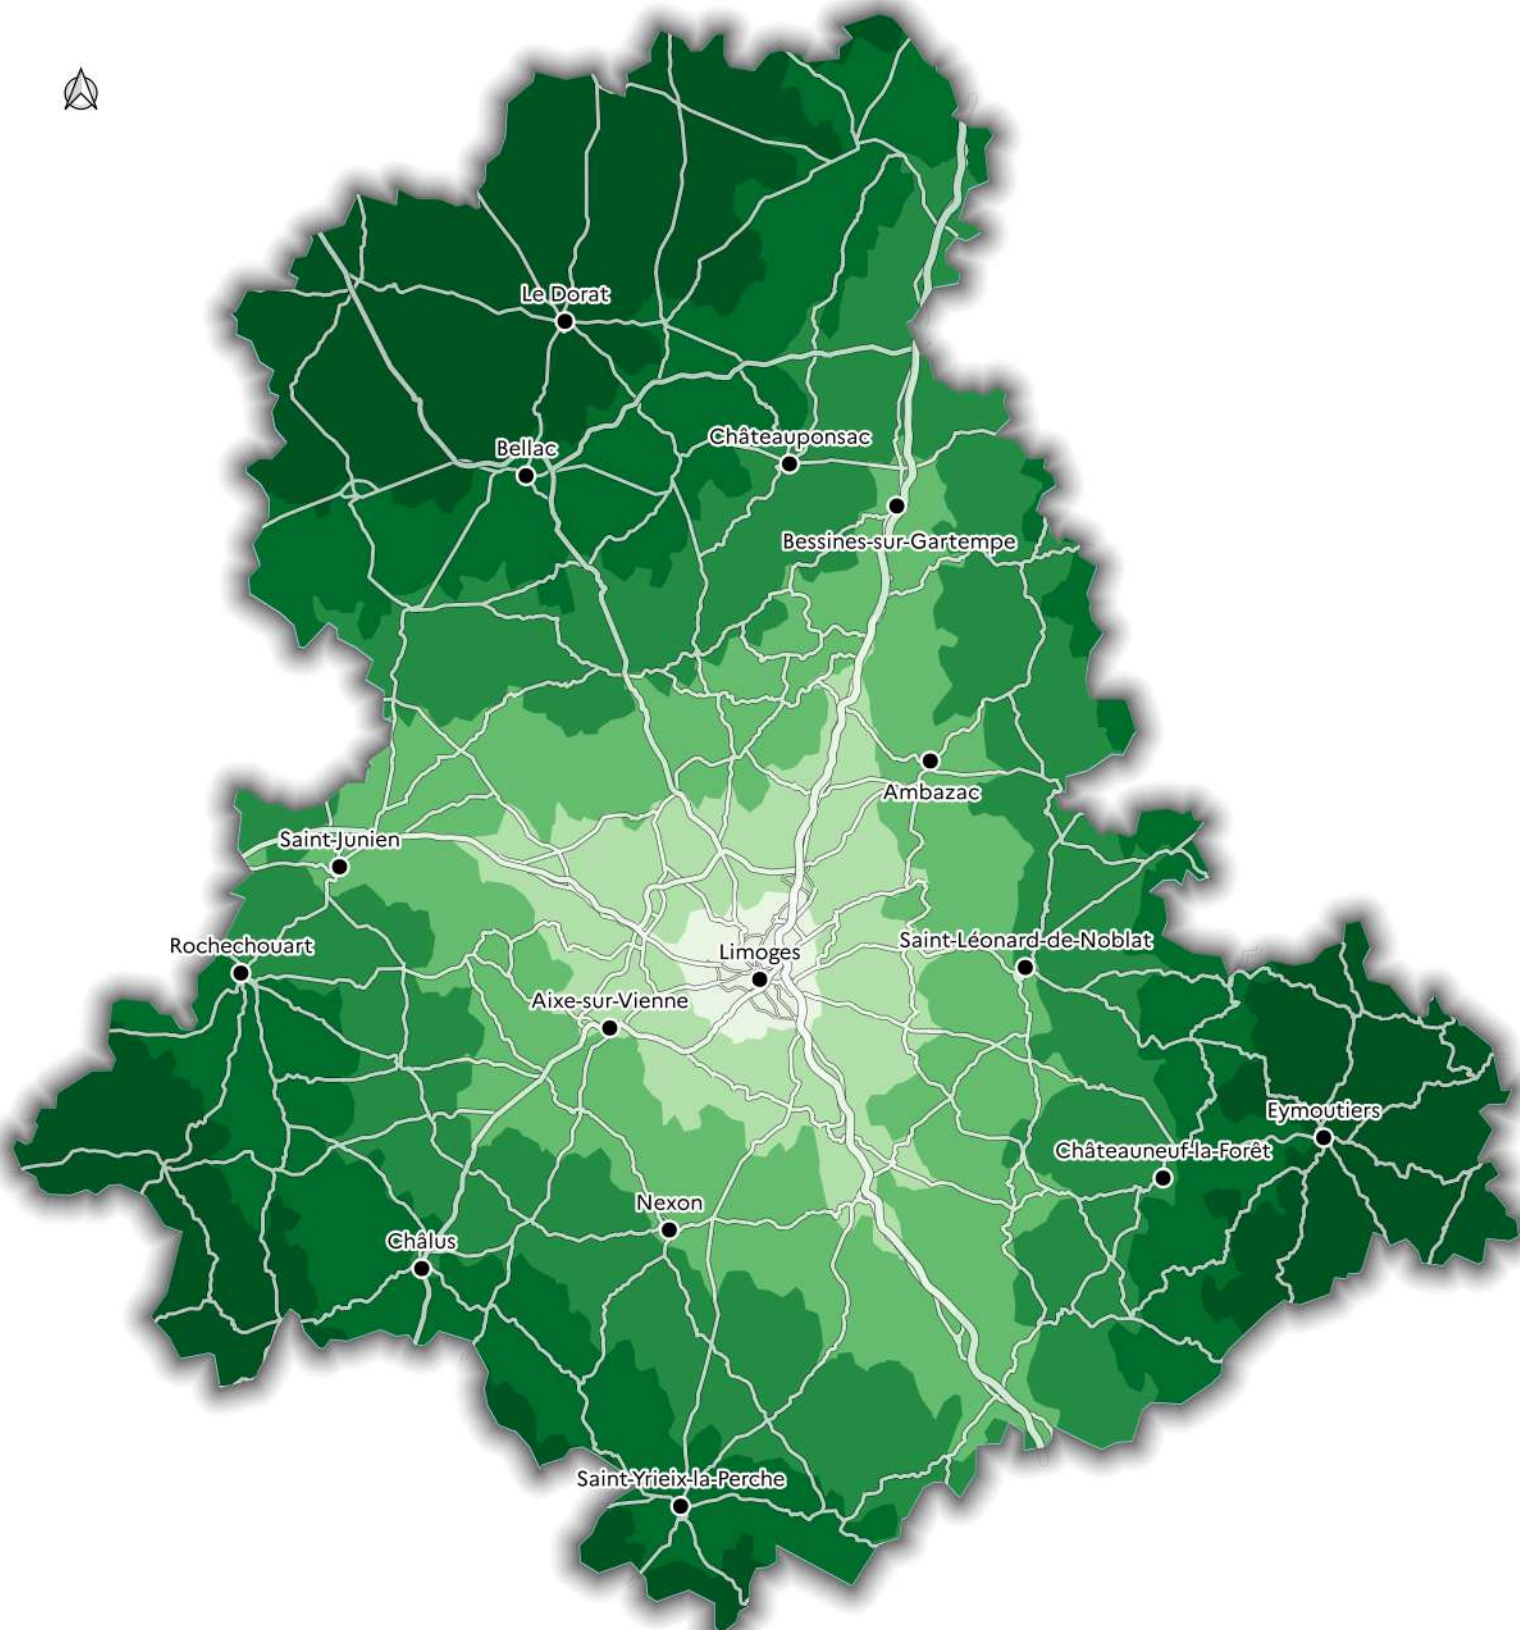 Le Dorat
Châteauponsac
Bellac
Bessines-sur-Gartempe
Ambazac
Saint-Junien
Rochechouart
Saint-Léonard-de-Noblat
Limoges
Aixe-sur-Vienne
Eymoutiers
Châteauneuf-la-Forêt
Nexon
Châlus
Saint-Yrieix-la-Perche